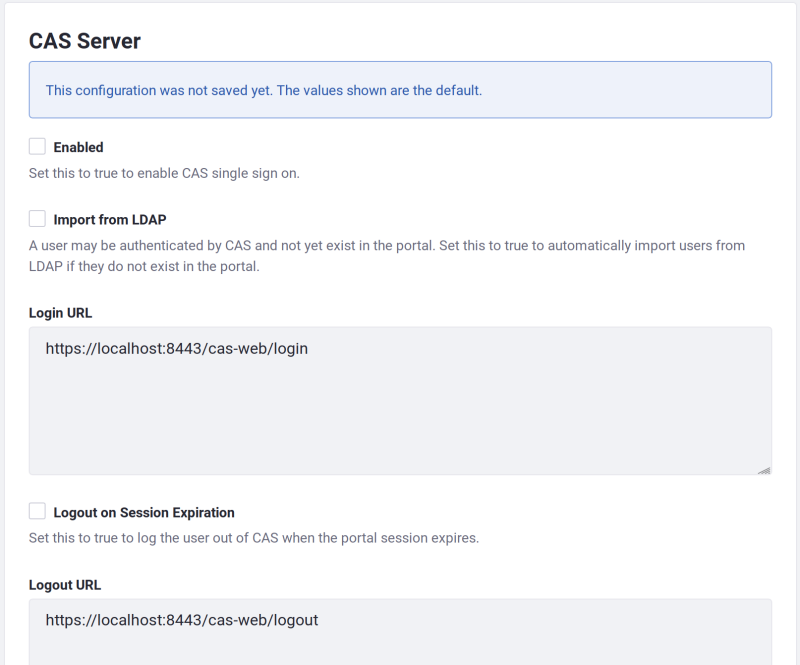 CAS Server
This configuration was not saved yet. The values shown are the default.
Enabled
Set this to true to enable CAS single sign on.
Import from LDAP
A user may be authenticated by CAS and not yet exist in the portal. Set this to true to automatically import users from
LDAP if they do not exist in the portal.
Login URL
https://localhost:8443/cas-web/login
Logout on Session Expiration
Set this to true to log the user out of CAS when the portal session expires.
Logout URL
https://localhost:8443/cas-web/logout